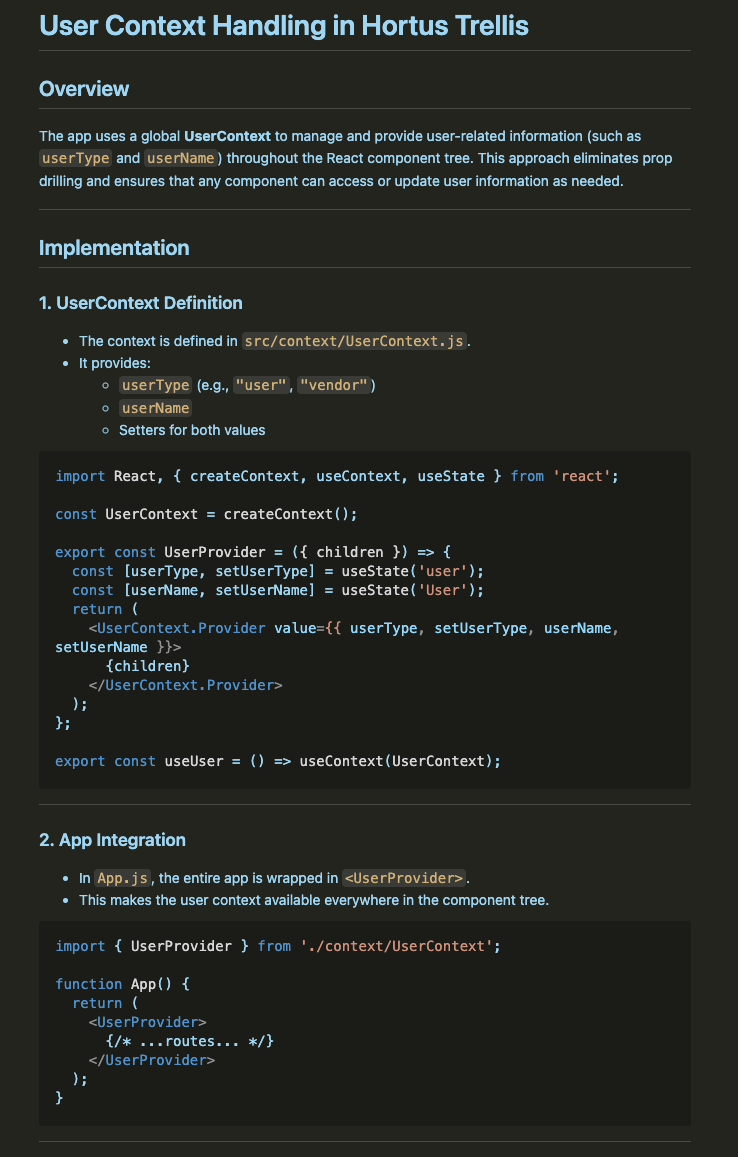 User Context Handling in Hortus Trellis
Overview
The app uses a global UserContext to manage and provide user-related information (such as
userType and userName) throughout the React component tree. This approach eliminates prop
drilling and ensures that any component can access or update user information as needed.
Implementation
1. UserContext Definition
• The context is defined in src/context/UserContext.js.
• It provides:
○ userType (e.g., "user", "vendor")
○ userName
○ Setters for both values
import React, { createContext, useContext, useState } from 'react';
const UserContext = createContext();
export const UserProvider = ({ children }) => {
  const [userType, setUserType] = useState('user');
  const [userName, setUserName] = useState('User');
  return (
    <UserContext.Provider value={{ userType, setUserType, userName,
setUserName }}>
      {children}
    </UserContext.Provider>
  );
};
export const useUser = () => useContext(UserContext);
2. App Integration
• In App.js, the entire app is wrapped in <UserProvider>.
• This makes the user context available everywhere in the component tree.
import { UserProvider } from './context/UserContext';
function App() {
  return (
    <UserProvider>
      {/* ...routes... */}
    </UserProvider>
  );
}